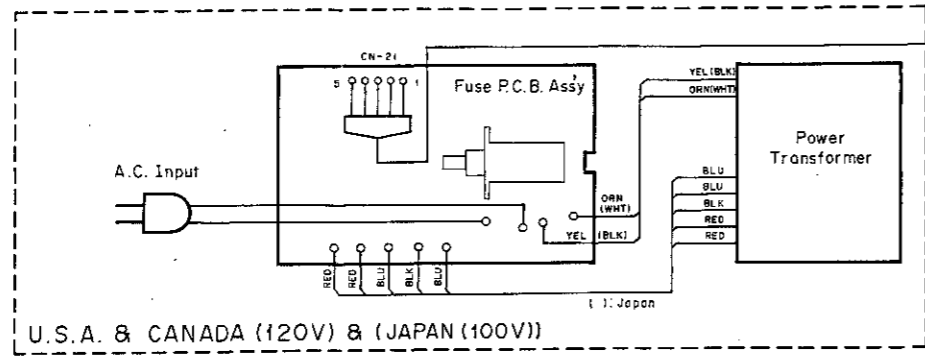 CN-21
5 1
Fuse P.C.B. Ass'y
YEL (BLK)
ORN (WHT)
Power
Transformer
A.C. Input
BLU
BLU
BLK
RED
RED
ORN
(WHT)
YEL (BLK)
RED
RED
BLU
BLK
BLU
( ): Japan
U.S.A. & CANADA (120V) & (JAPAN (100V))